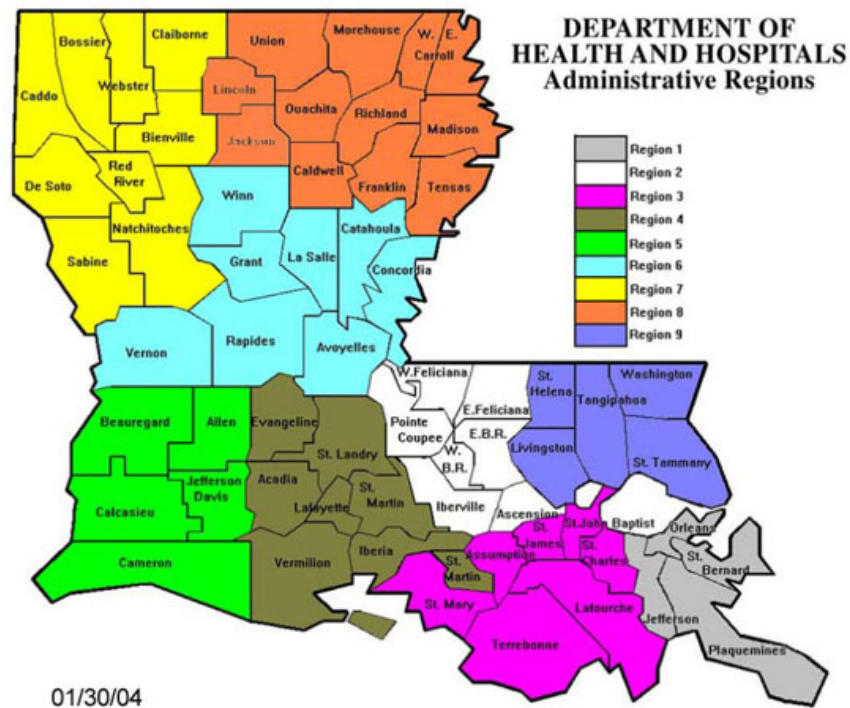 DEPARTMENT OF
HEALTH AND HOSPITALS
Administrative Regions
Region 1
Region 2
Region 3
Region 4
Region 5
Region 6
Region 7
Region 8
Region 9
Caddo
Bossier
Webster
Claiborne
Union
Morehouse
W.
E.
Carroll
Lincoln
Ouachita
Richland
Madison
Bienville
Jackson
Caldwell
Franklin
Tensas
De Soto
Red
River
Winn
Natchitoches
Catahoula
Sabine
Grant
La Salle
Concordia
Vernon
Rapides
Avoyelles
W.Feliciana
St.
Helena
Washington
Tangipahoa
Beauregard
Allen
Evangeline
E.Feliciana
Pointe
Coupee
E.B.R.
W.
B.R.
Livingston
St. Tammany
St. Landry
Calcasieu
Jefferson
Davis
Acadia
Lafayette
St.
Martin
Iberville
Ascension
St.
James
St.John Baptist
Orleans
St.
Bernard
Cameron
Vermilion
Iberia
St.
Martin
Assumption
St.
Charles
St. Mary
Lafourche
Jefferson
Terrebonne
Plaquemines
01/30/04